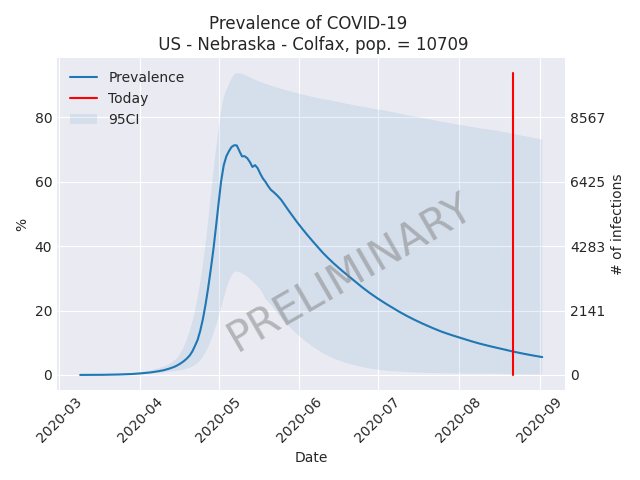 Prevalence of COVID-19
US - Nebraska - Colfax, pop. = 10709
Prevalence
Today
95CI
80
60
40
20
0
%
8567
6425
4283
2141
0
# of infections
PRELIMINARY
2020-03
2020-04
2020-05
2020-06
2020-07
2020-08
2020-09
Date